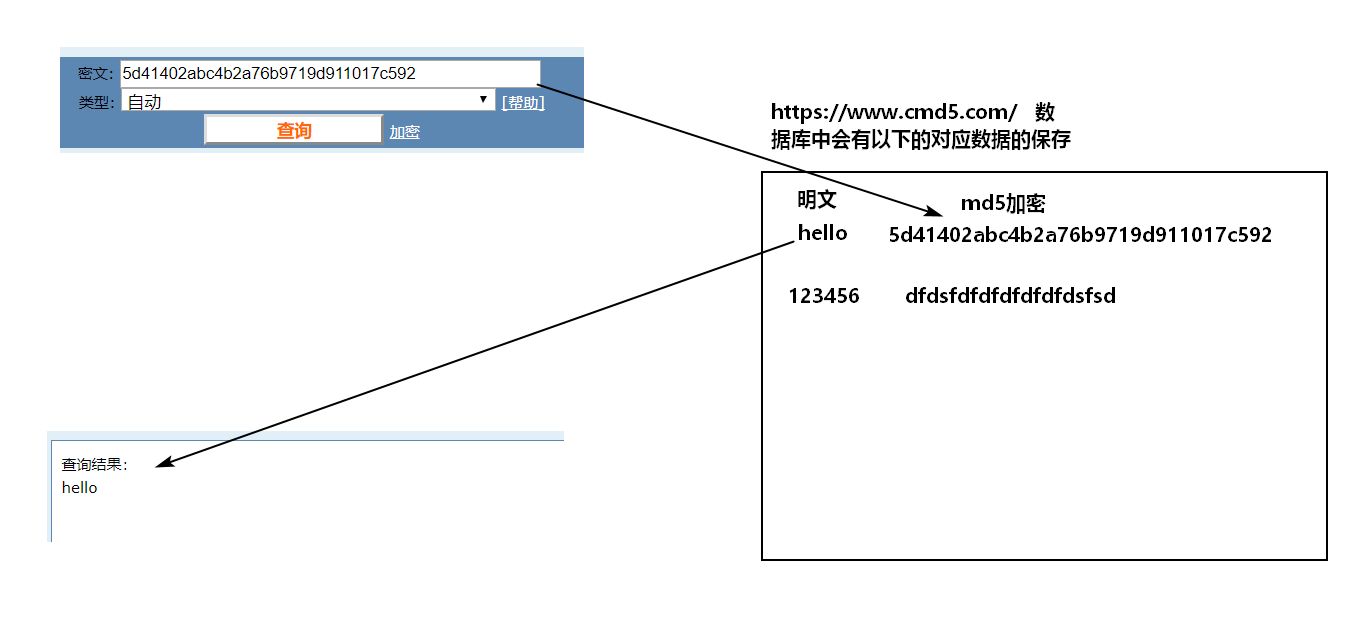 密文: 5d41402abc4b2a76b9719d911017c592
类型: 自动 [帮助]
查询 加密
https://www.cmd5.com/ 数
据库中会有以下的对应数据的保存
明文 md5加密
hello 5d41402abc4b2a76b9719d911017c592
123456 dfdsfdfdfdfdfdfdsfsd
查询结果:
hello